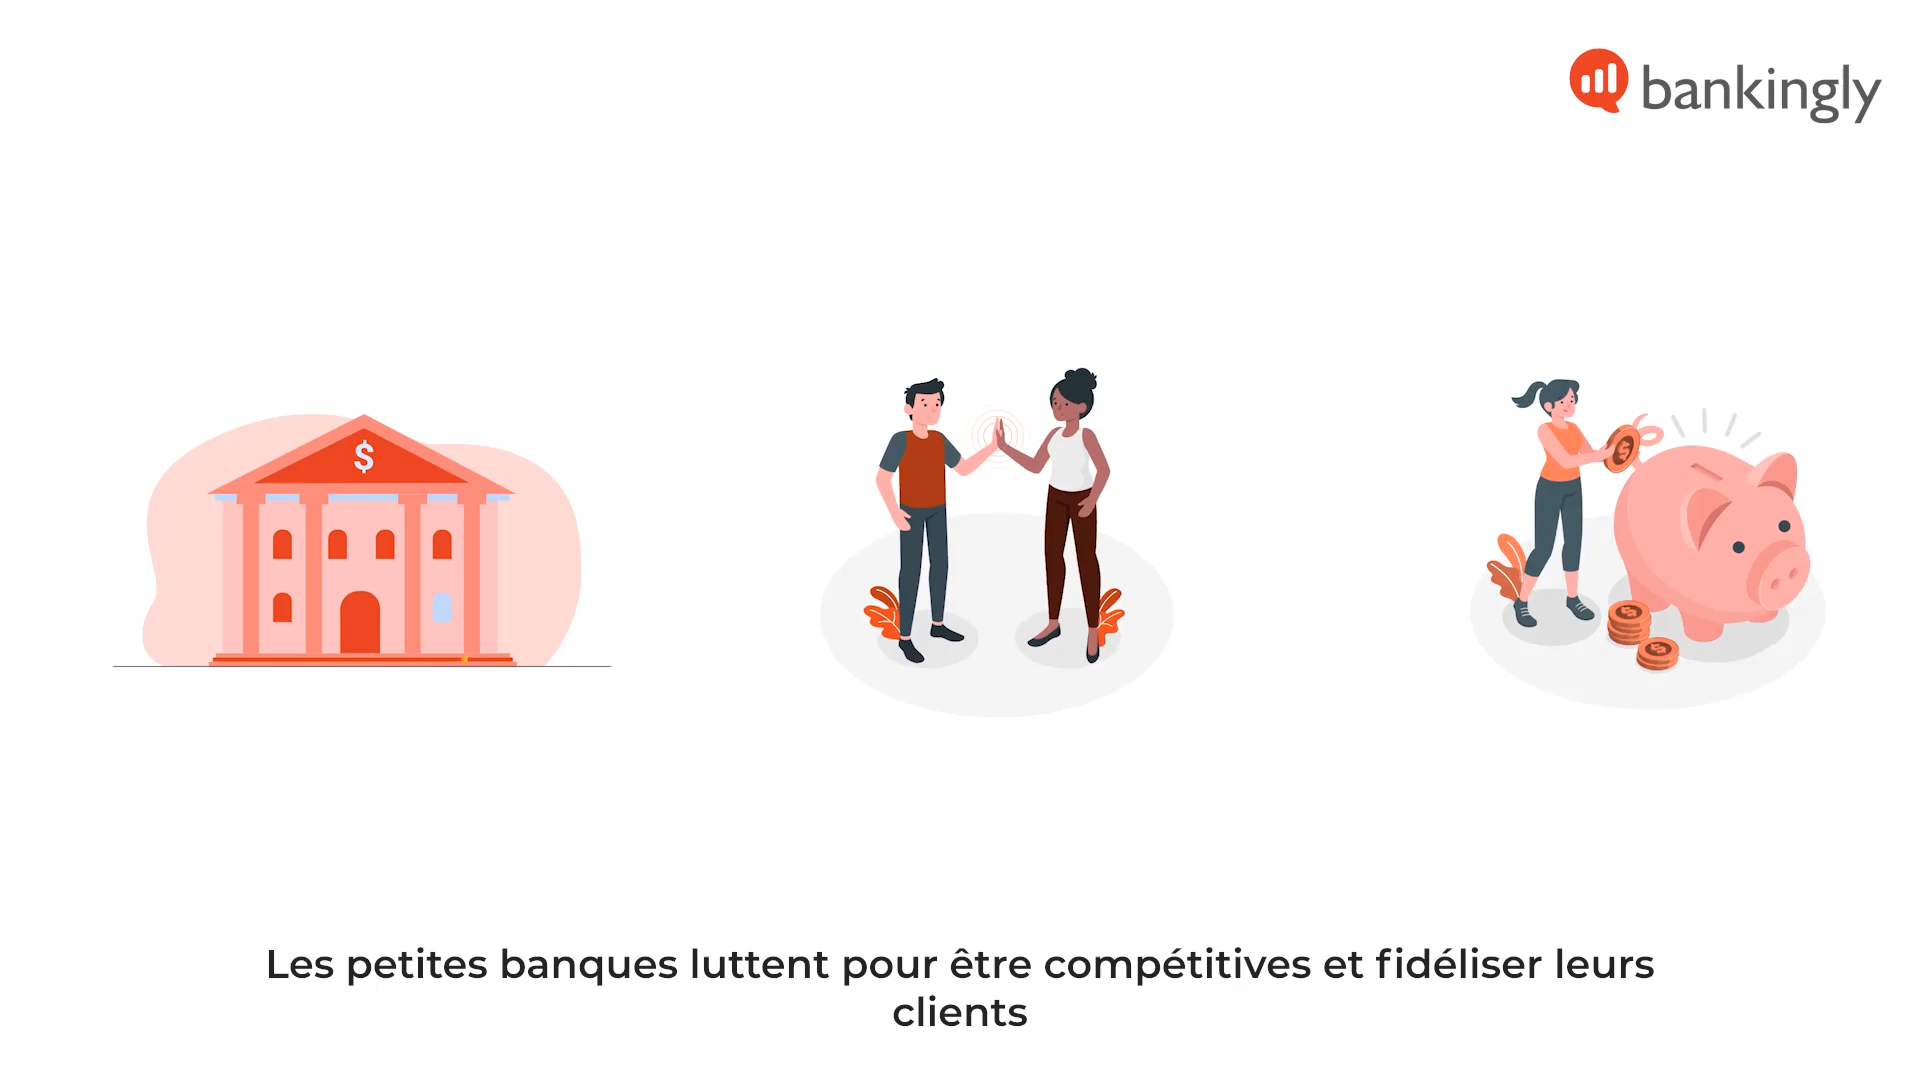 bankingly
$
$
$
$
Les petites banques luttent pour être compétitives et fidéliser leurs
clients